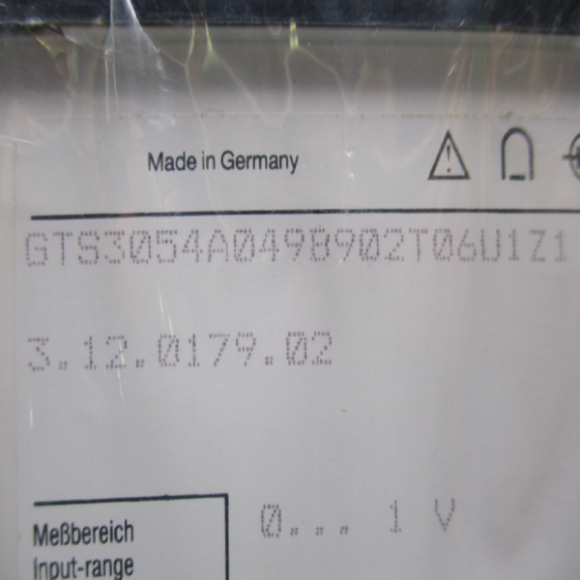 Made in Germany
GTS3054A049B902T06U1Z1
3.12.0179.02
Meßbereich
Input-range
0... 1 V